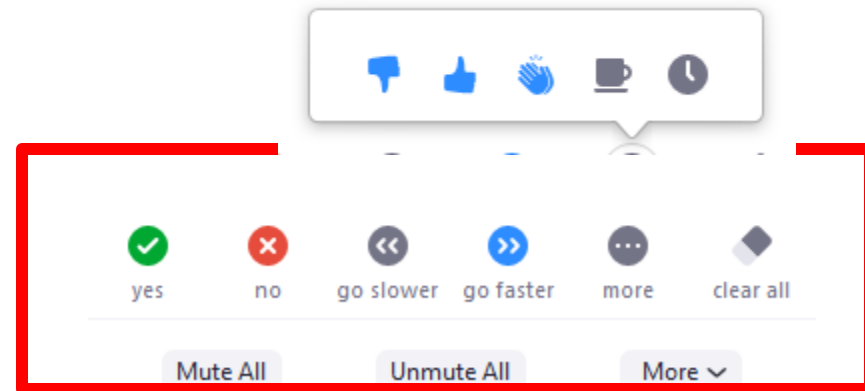 yes no go slower go faster more clear all
Mute All Unmute All More